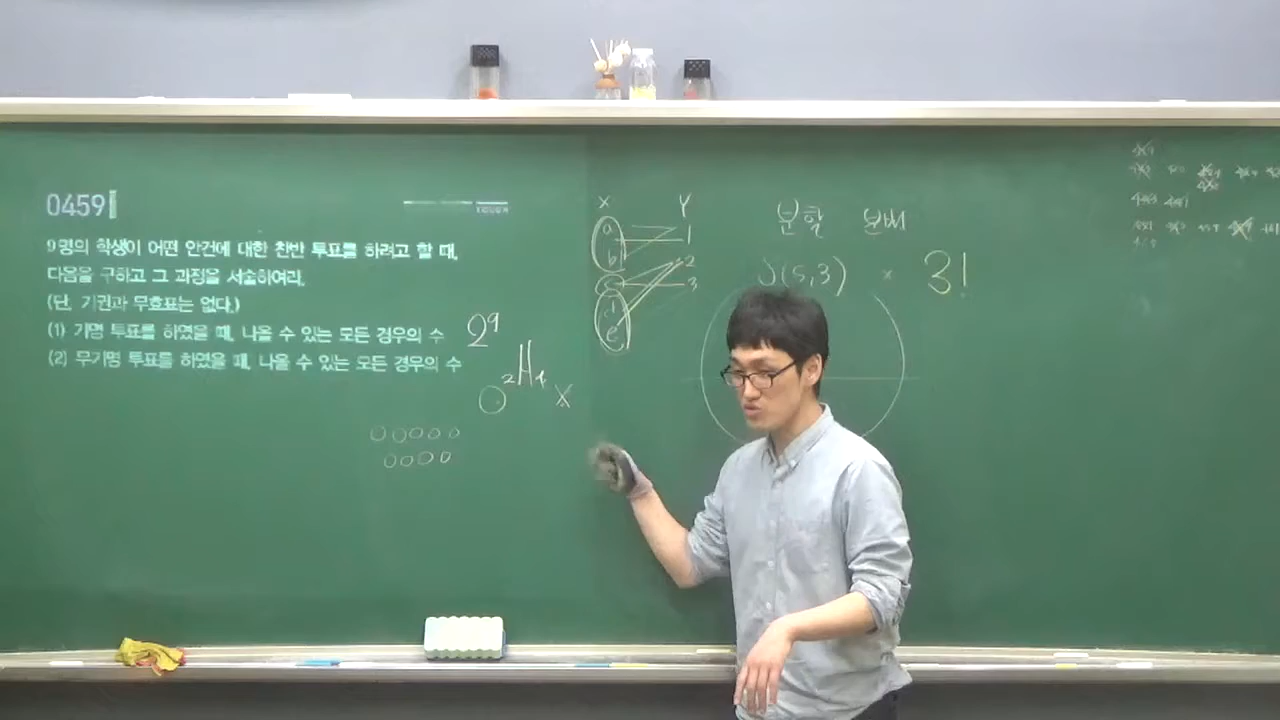 0459
9명의 학생이 어떤 안건에 대한 찬반 투표를 하려고 할 때,
다음을 구하고 그 과정을 서술하여라.
(단, 기권과 무효표는 없다.)
(1) 기명 투표를 하였을 때, 나올 수 있는 모든 경우의 수 2⁹
(2) 무기명 투표를 하였을 때, 나올 수 있는 모든 경우의 수
₂H₉
○ X
○ ○ ○ ○ ○
○ ○ ○ ○
X Y
a 1
b 2
c 3
d
e
분할 분배
S(5,3) × 3!